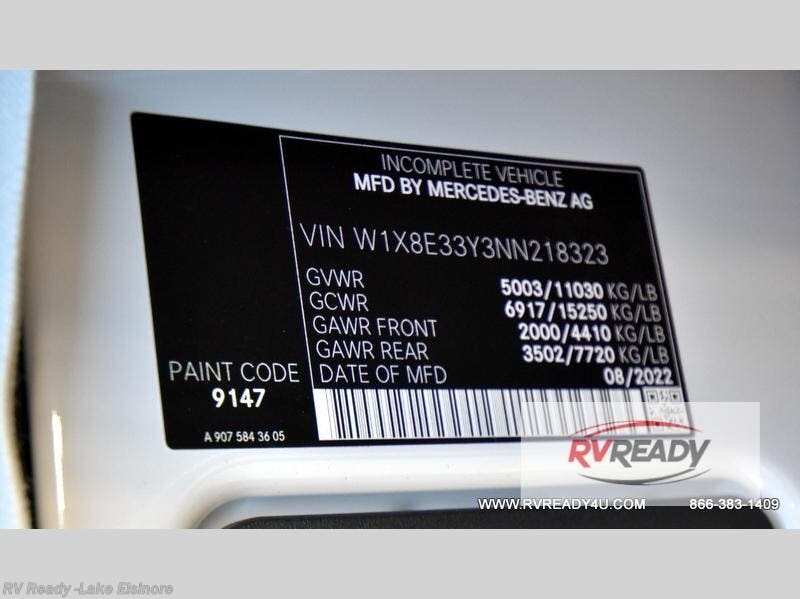 INCOMPLETE VEHICLE
MFD BY MERCEDES-BENZ AG
VIN W1X8E33Y3NN218323
GVWR 5003/11030 KG/LB
GCWR 6917/15250 KG/LB
GAWR FRONT 2000/4410 KG/LB
GAWR REAR 3502/7720 KG/LB
DATE OF MFD 08/2022
PAINT CODE
9147
A 907 584 36 05
RVREADY
WWW.RVREADY4U.COM 866-383-1409
RV Ready -Lake Elsinore